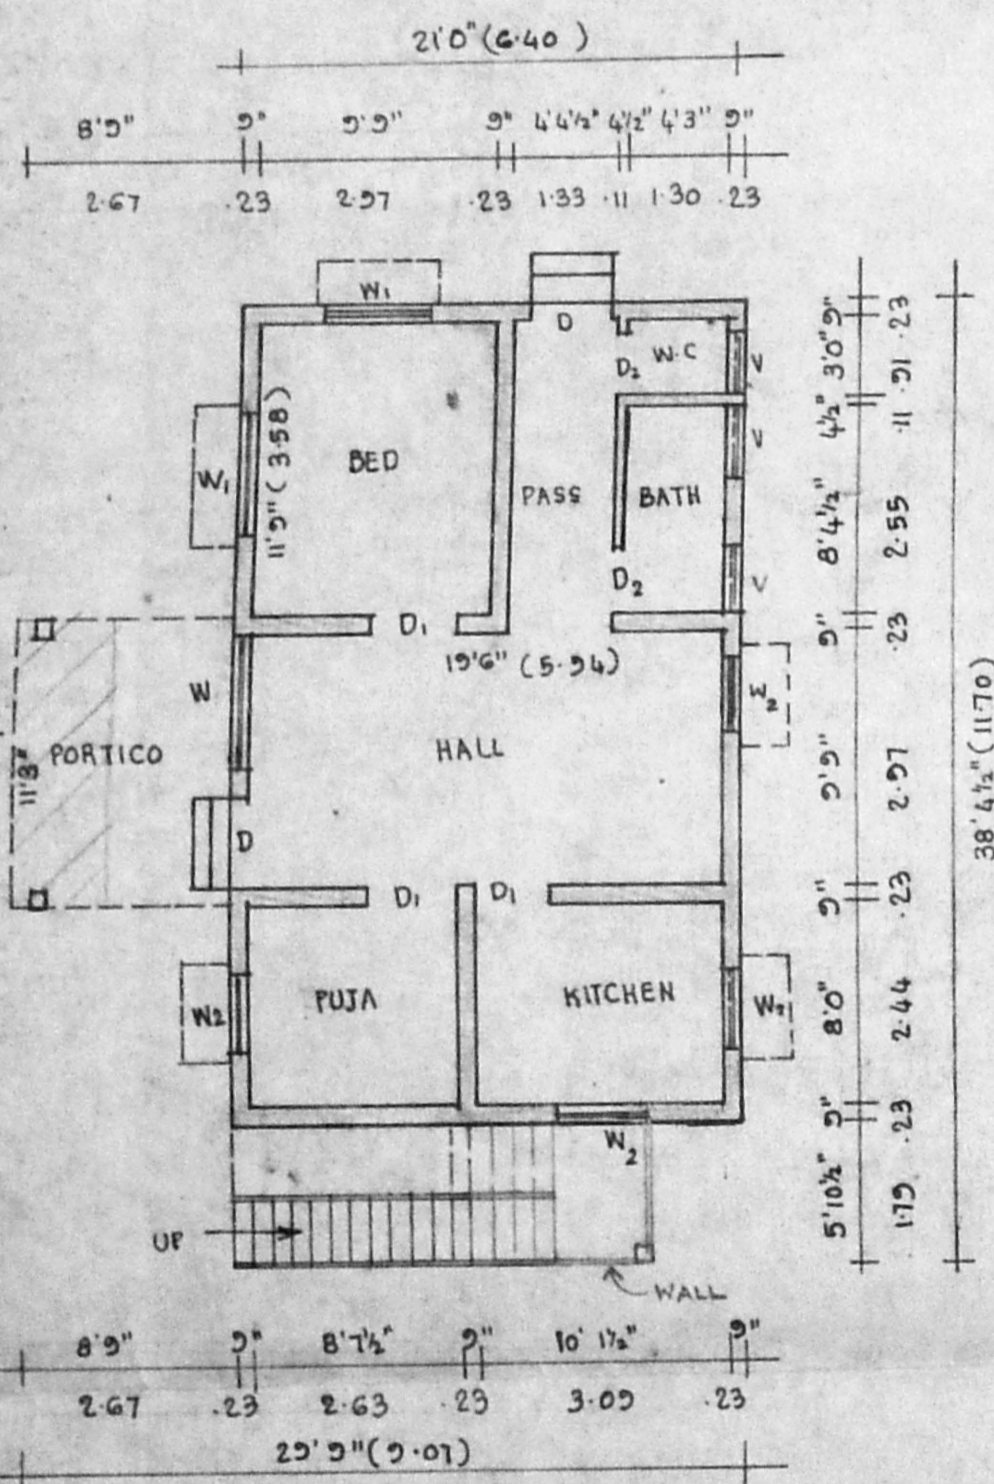 21'0" (6.40 )
8'9" 9" 9'9" 9" 4'4½" 4½" 4'3" 9"
2.67 .23 2.97 .23 1.33 .11 1.30 .23
W1
D
W.C
D2
V
9" .23
3'0" .91
4½" .11
V
W1
11'9" ( 3.58)
BED
PASS
BATH
8'4½" 2.55
D2
V
D1
9" .23
19'6" (5.94)
W
W2
PORTICO
11'3"
HALL
9'9" 2.97
38'4½" (11.70)
D
D1
D1
9" .23
W2
PUJA
KITCHEN
W2
8'0" 2.44
9" .23
W2
5'10½" 1.79
UP
WALL
8'9" 9" 8'7½" 9" 10'1½" 9"
2.67 .23 2.63 .23 3.09 .23
29'9" (9.07)